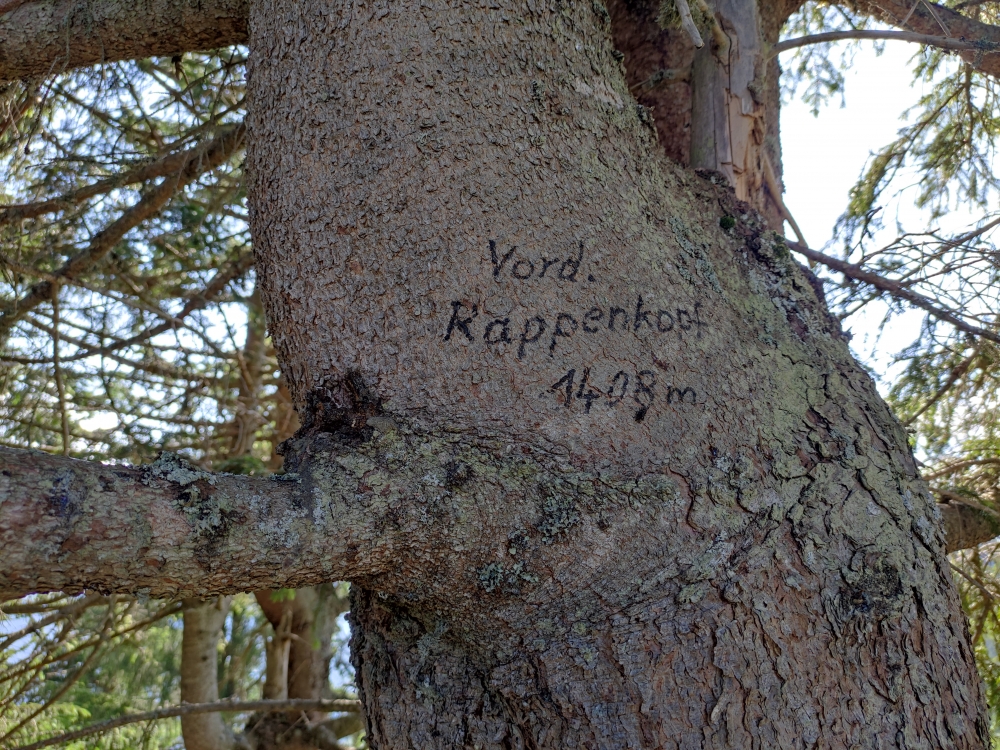 Vord.
Rappenkopf
1408 m